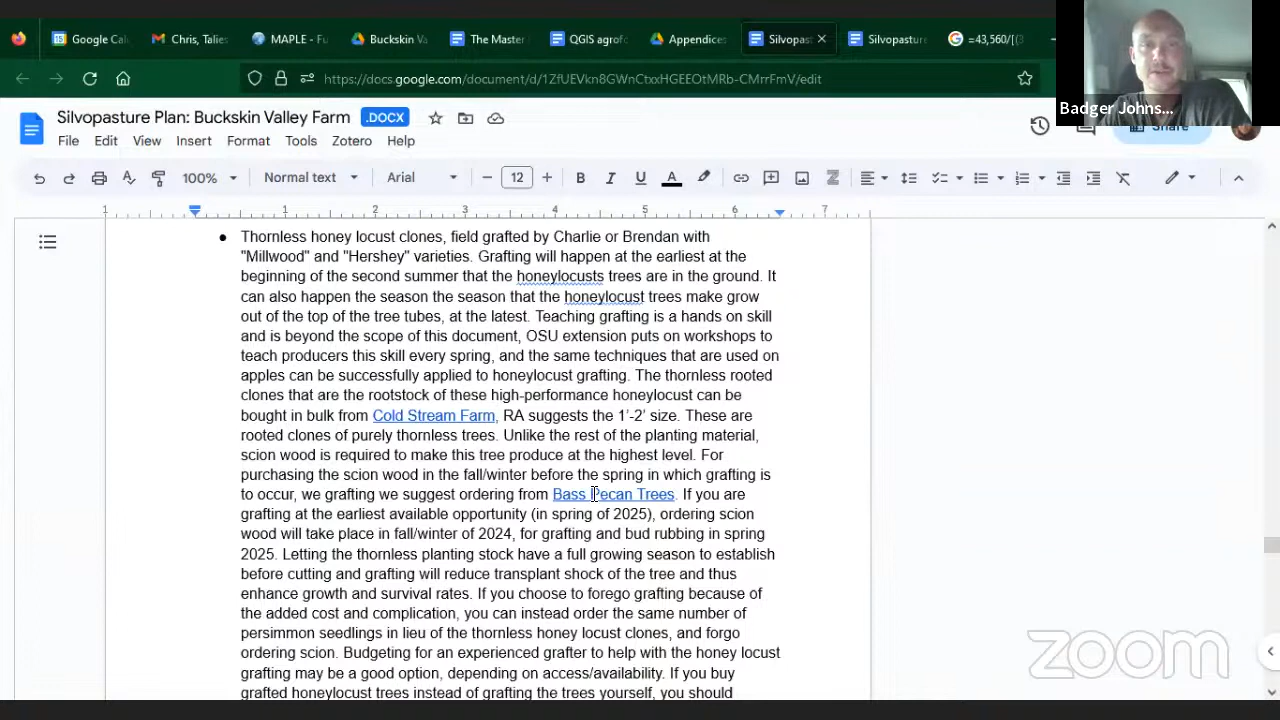 Google Cal
Chris, Talies
MAPLE - Fu
Buckskin Va
The Master
QGIS agrofo
Appendices
Silvopast
Silvopasture
=43,560/[(3
https://docs.google.com/document/d/1ZfUEVkn8GWnCtxxHGEEOtMRb-CMrrFmV/edit
Badger Johns...
Silvopasture Plan: Buckskin Valley Farm .DOCX
Share
File Edit View Insert Format Tools Zotero Help
100% Normal text Arial 12
1 1 2 3 4 5 6 7
● Thornless honey locust clones, field grafted by Charlie or Brendan with
"Millwood" and "Hershey" varieties. Grafting will happen at the earliest at the
beginning of the second summer that the honeylocusts trees are in the ground. It
can also happen the season the season that the honeylocust trees make grow
out of the top of the tree tubes, at the latest. Teaching grafting is a hands on skill
and is beyond the scope of this document, OSU extension puts on workshops to
teach producers this skill every spring, and the same techniques that are used on
apples can be successfully applied to honeylocust grafting. The thornless rooted
clones that are the rootstock of these high-performance honeylocust can be
bought in bulk from Cold Stream Farm, RA suggests the 1’-2’ size. These are
rooted clones of purely thornless trees. Unlike the rest of the planting material,
scion wood is required to make this tree produce at the highest level. For
purchasing the scion wood in the fall/winter before the spring in which grafting is
to occur, we grafting we suggest ordering from Bass Pecan Trees. If you are
grafting at the earliest available opportunity (in spring of 2025), ordering scion
wood will take place in fall/winter of 2024, for grafting and bud rubbing in spring
2025. Letting the thornless planting stock have a full growing season to establish
before cutting and grafting will reduce transplant shock of the tree and thus
enhance growth and survival rates. If you choose to forego grafting because of
the added cost and complication, you can instead order the same number of
persimmon seedlings in lieu of the thornless honey locust clones, and forgo
ordering scion. Budgeting for an experienced grafter to help with the honey locust
grafting may be a good option, depending on access/availability. If you buy
grafted honeylocust trees instead of grafting the trees yourself, you should
zoom